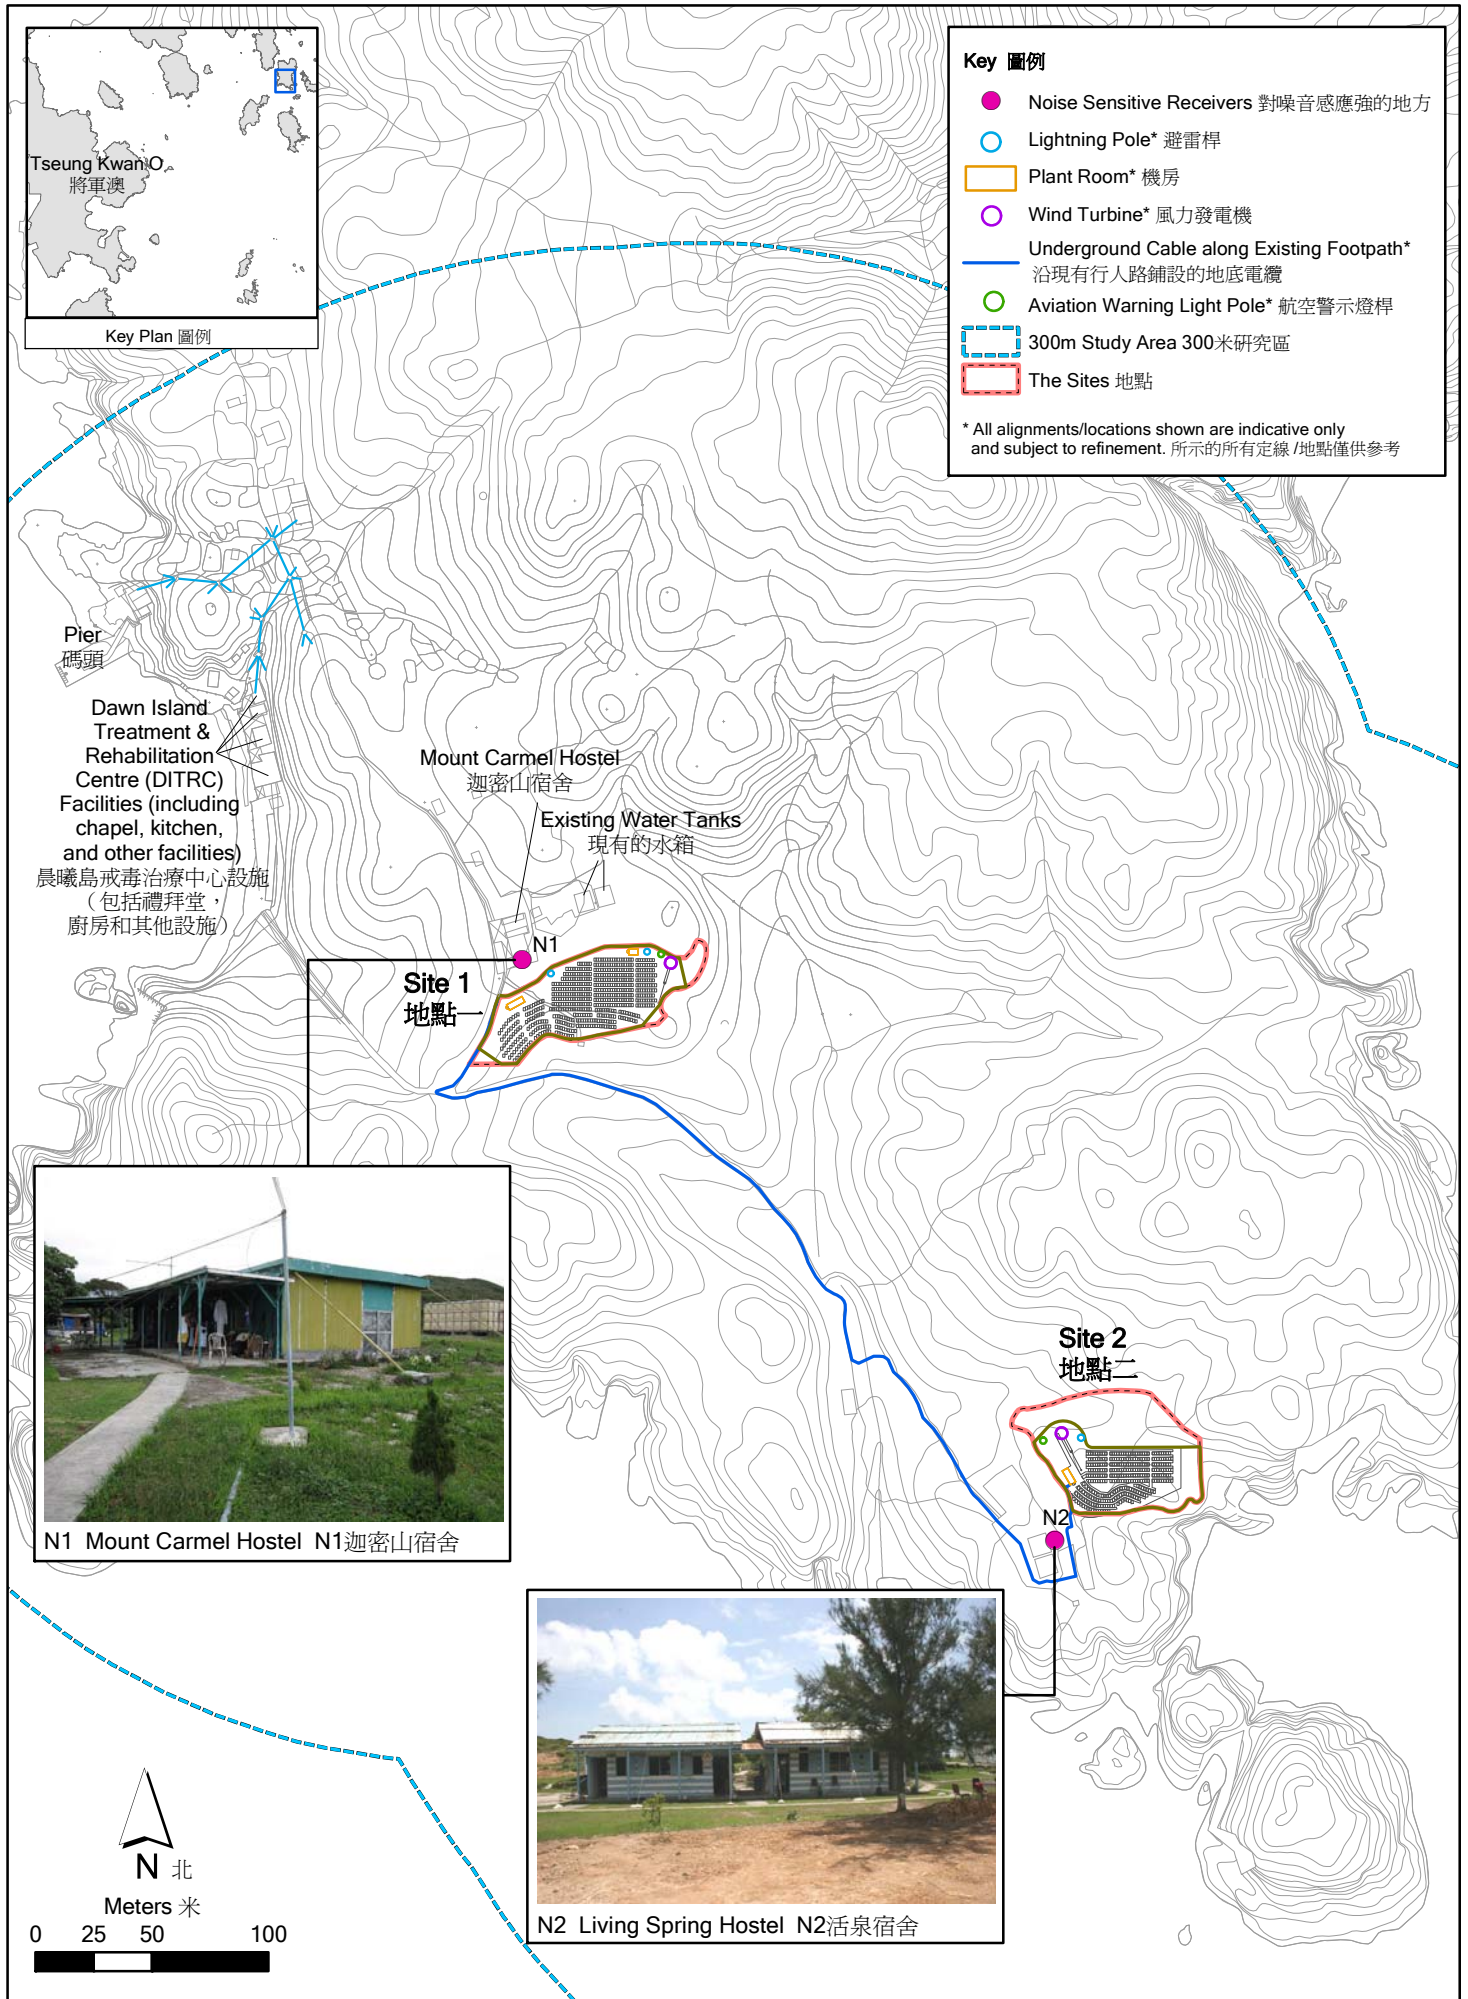 Tseung Kwan O
將軍澳
Key Plan 圖例
Key 圖例
Noise Sensitive Receivers 對噪音感應強的地方
Lightning Pole* 避雷桿
Plant Room* 機房
Wind Turbine* 風力發電機
Underground Cable along Existing Footpath*
沿現有行人路鋪設的地底電纜
Aviation Warning Light Pole* 航空警示燈桿
300m Study Area 300米研究區
The Sites 地點
* All alignments/locations shown are indicative only
and subject to refinement. 所示的所有定線 /地點僅供參考
Pier
碼頭
Dawn Island
Treatment &
Rehabilitation
Centre (DITRC)
Facilities (including
chapel, kitchen,
and other facilities)
晨曦島戒毒治療中心設施
（包括禮拜堂，
廚房和其他設施）
Mount Carmel Hostel
迦密山宿舍
Existing Water Tanks
現有的水箱
N1
Site 1
地點一
N1 Mount Carmel Hostel N1迦密山宿舍
Site 2
地點二
N2
N2 Living Spring Hostel N2活泉宿舍
N 北
Meters 米
0 25 50 100